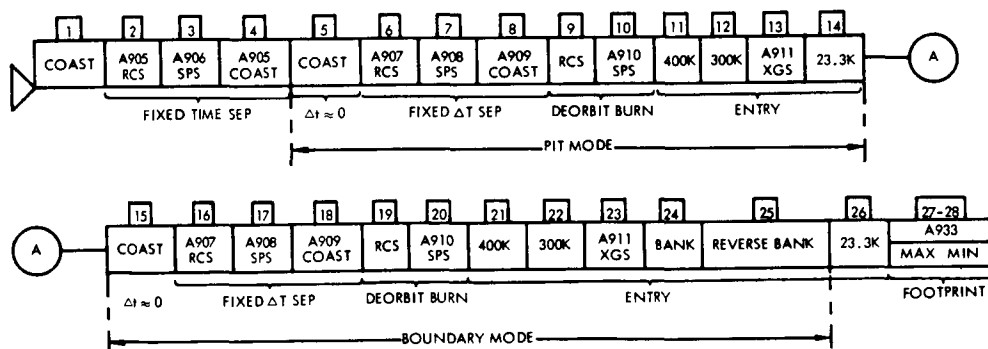 1 2 3 4 5 6 7 8 9 10 11 12 13 14
COAST A905 RCS A906 SPS A905 COAST COAST A907 RCS A908 SPS A909 COAST RCS A910 SPS 400K 300K A911 XGS 23.3K A
FIXED TIME SEP Δt ≈ 0 FIXED ΔT SEP DEORBIT BURN ENTRY
PIT MODE
15 16 17 18 19 20 21 22 23 24 25 26 27-28
A COAST A907 RCS A908 SPS A909 COAST RCS A910 SPS 400K 300K A911 XGS BANK REVERSE BANK 23.3K A933 MAX MIN
Δt ≈ 0 FIXED ΔT SEP DEORBIT BURN ENTRY FOOTPRINT
BOUNDARY MODE